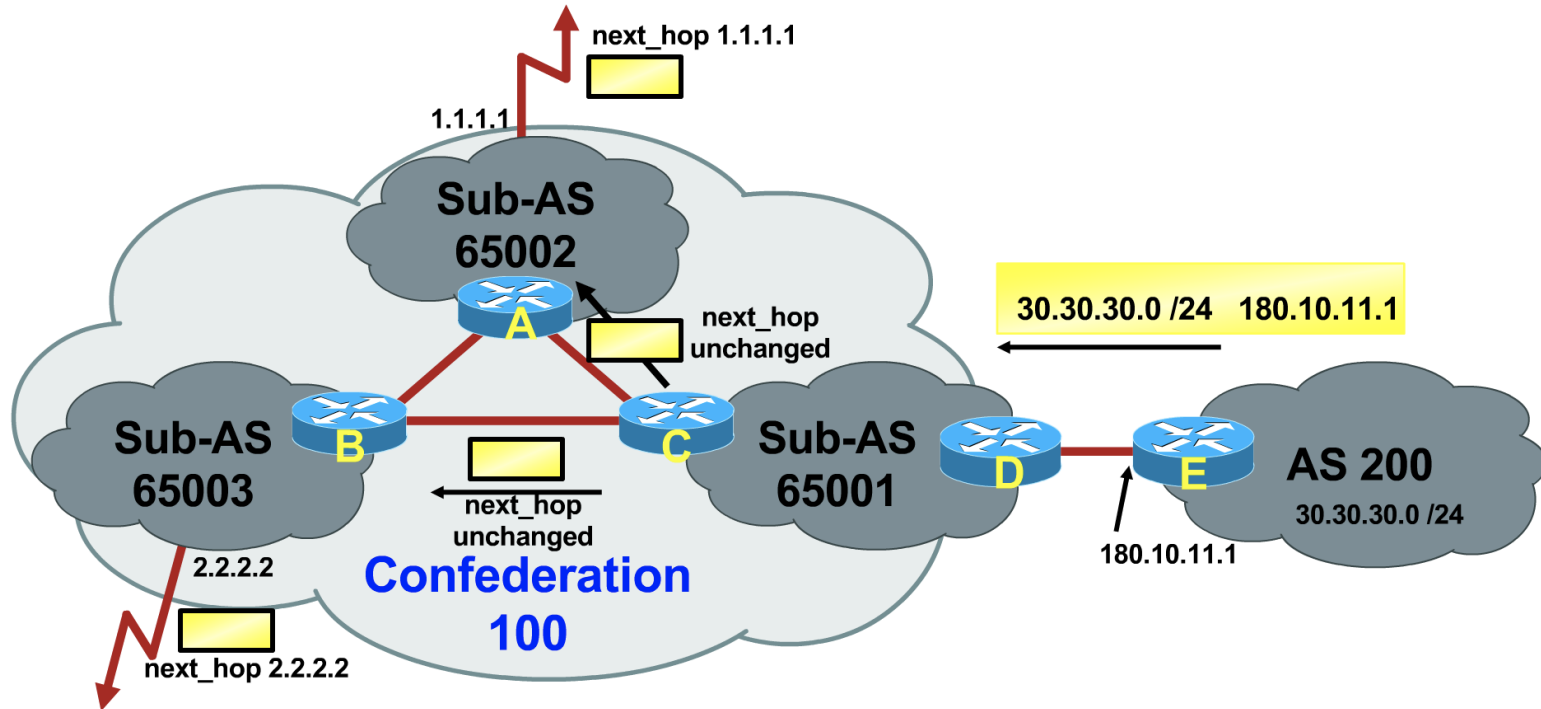 next_hop 1.1.1.1
1.1.1.1
Sub-AS
65002
A
next_hop
unchanged
30.30.30.0 /24 180.10.11.1
Sub-AS
65003
B
C
Sub-AS
65001
D
E
AS 200
30.30.30.0 /24
180.10.11.1
next_hop
unchanged
2.2.2.2
next_hop 2.2.2.2
Confederation
100